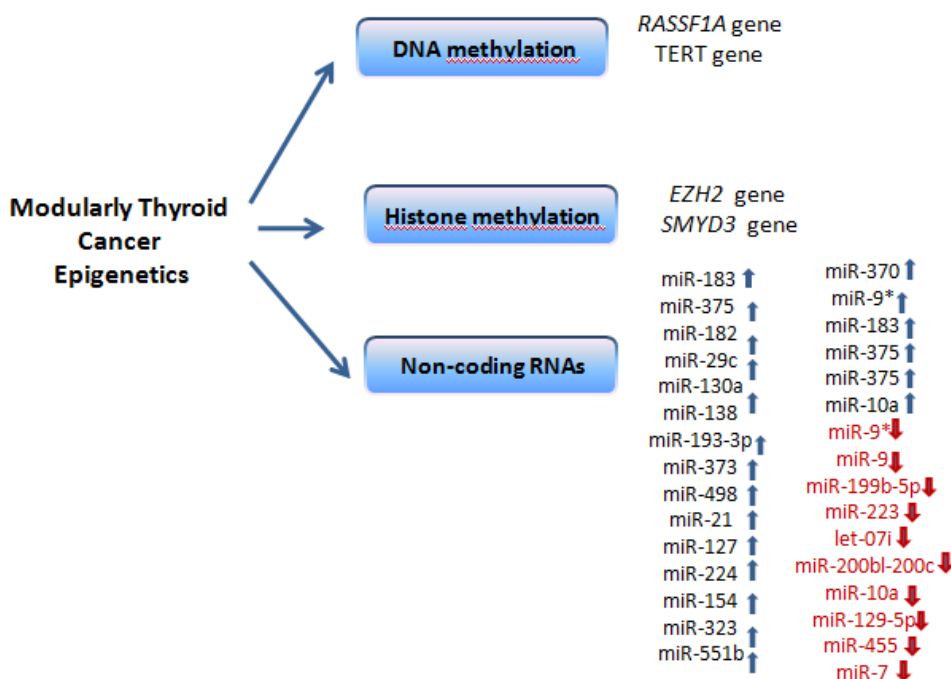 RASSF1A gene
TERT gene
DNA methylation
Modularly Thyroid
Cancer
Epigenetics
EZH2 gene
SMYD3 gene
Histone methylation
Non-coding RNAs
miR-183
miR-375
miR-182
miR-29c
miR-130a
miR-138
miR-193-3p
miR-373
miR-498
miR-21
miR-127
miR-224
miR-154
miR-323
miR-551b
miR-370
miR-9*
miR-183
miR-375
miR-375
miR-10a
miR-9*
miR-9
miR-199b-5p
miR-223
let-07i
miR-200bl-200c
miR-10a
miR-129-5p
miR-455
miR-7